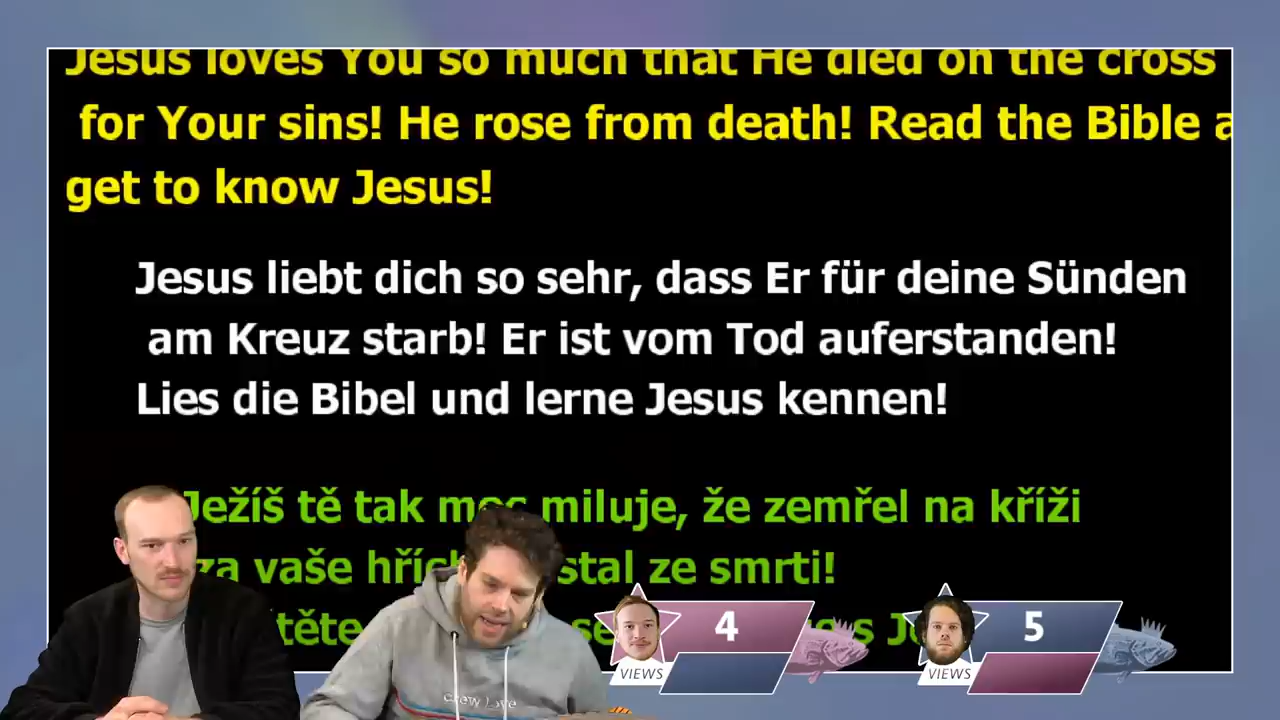 Jesus loves You so much that He died on the cross
for Your sins! He rose from death! Read the Bible
get to know Jesus!
Jesus liebt dich so sehr, dass Er für deine Sünden
am Kreuz starb! Er ist vom Tod auferstanden!
Lies die Bibel und lerne Jesus kennen!
Ježíš tě tak moc miluje, že zemřel na kříži
za vaše ze smrti!
4
5
VIEWS
VIEWS
crew love